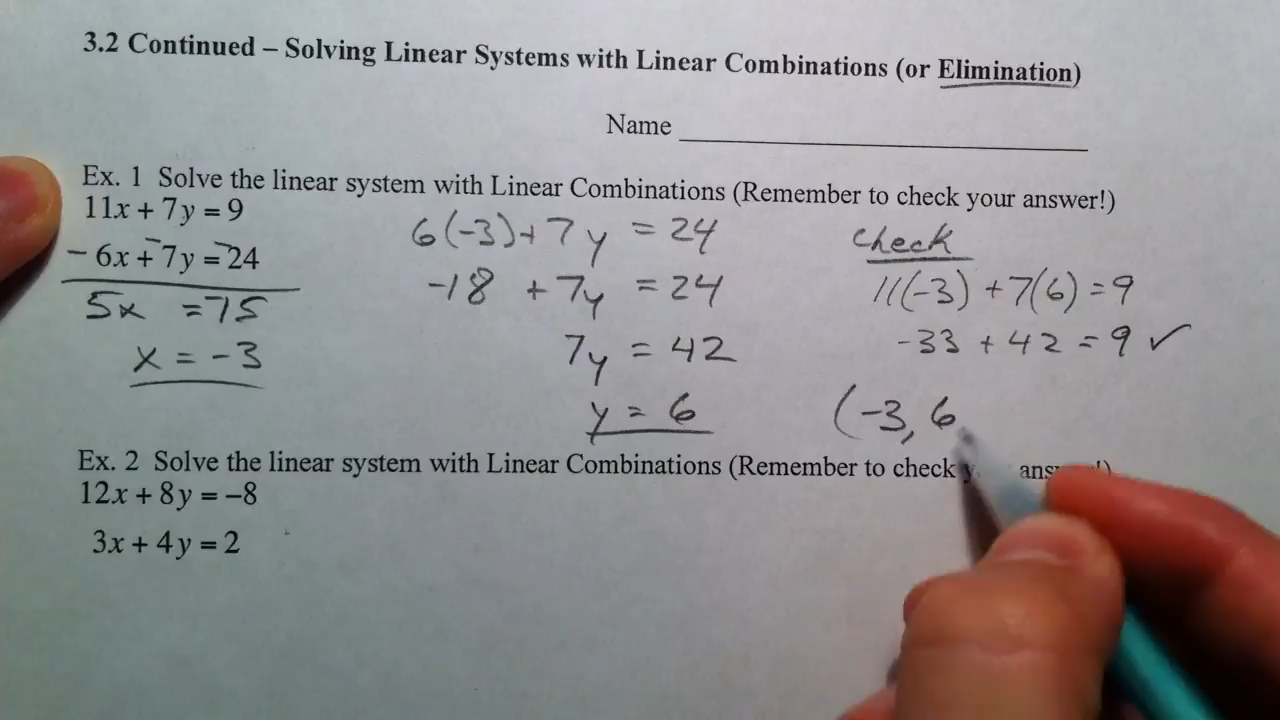 3.2 Continued – Solving Linear Systems with Linear Combinations (or Elimination)
Name
Ex. 1 Solve the linear system with Linear Combinations (Remember to check your answer!)
11x + 7y = 9
− 6x + 7y = 24
5x = 75
x = -3
6(-3) + 7y = 24
-18 + 7y = 24
7y = 42
y = 6
check
11(-3) + 7(6) = 9
-33 + 42 = 9 ✓
(-3, 6
Ex. 2 Solve the linear system with Linear Combinations (Remember to check
12x + 8y = –8
3x + 4y = 2